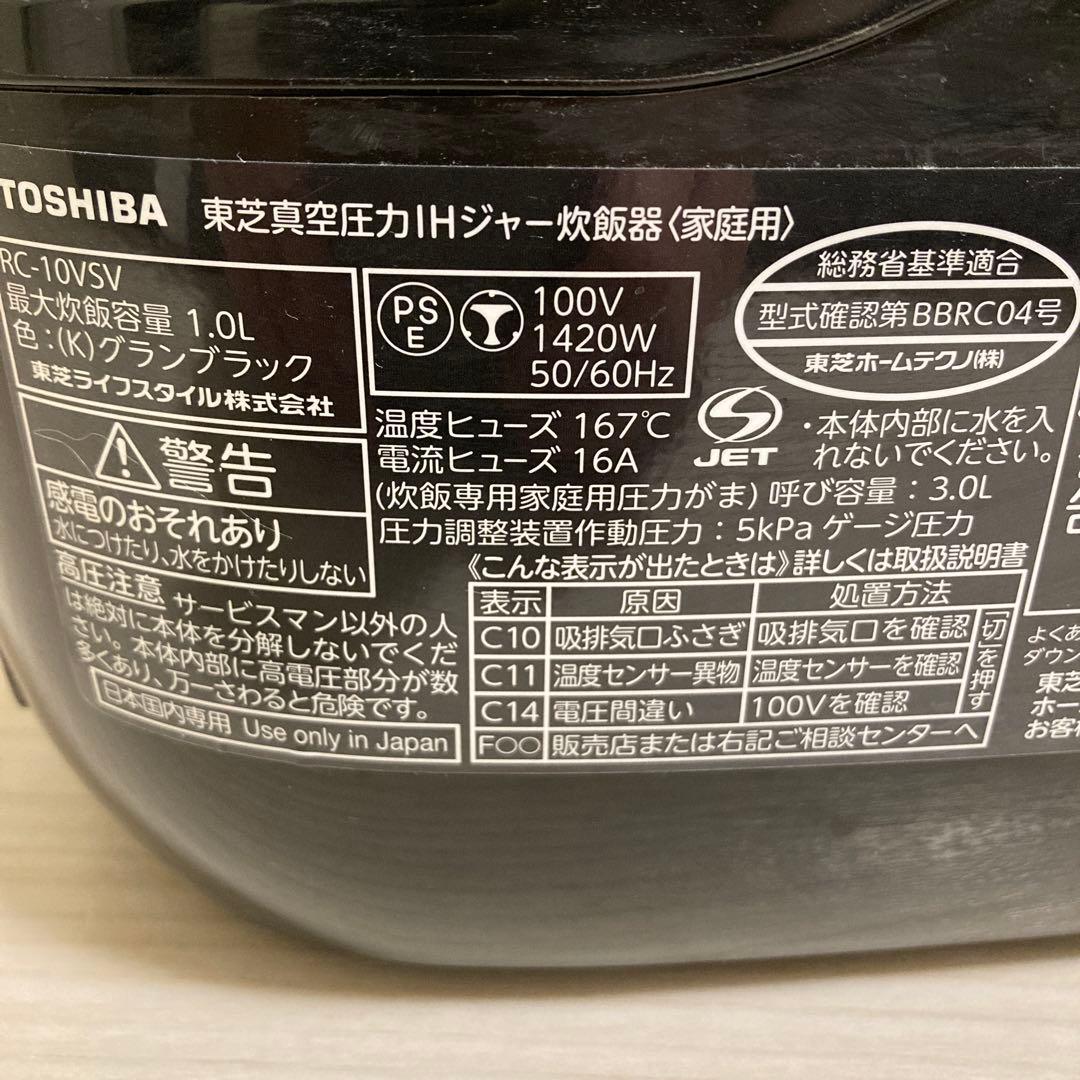 TOSHIBA 東芝真空圧力IHジャー炊飯器〈家庭用〉
RC-10VSV
最大炊飯容量 1.0L
色:(K)グランブラック
東芝ライフスタイル株式会社
PS
E
100V
1420W
50/60Hz
総務省基準適合
型式確認第BBRC04号
東芝ホームテクノ(株)
温度ヒューズ 167℃
電流ヒューズ 16A
JET
・本体内部に水を入
れないでください。
(炊飯専用家庭用圧力がま) 呼び容量:3.0L
圧力調整装置作動圧力:5kPa ゲージ圧力
警告
感電のおそれあり
水につけたり、水をかけたりしない
高圧注意 サービスマン以外の人
は絶対に本体を分解しないでくだ
さい。本体内部に高電圧部分が数
多くあり、万一さわると危険です。
日本国内専用 Use only in Japan
《こんな表示が出たときは》詳しくは取扱説明書
表示 原因 処置方法
C10 吸排気口ふさぎ 吸排気口を確認
C11 温度センサー異物 温度センサーを確認
C14 電圧間違い 100Vを確認
切を押す
F○○ 販売店または右記ご相談センターへ
よくあ
ダウン
東芝
ホー
お客様